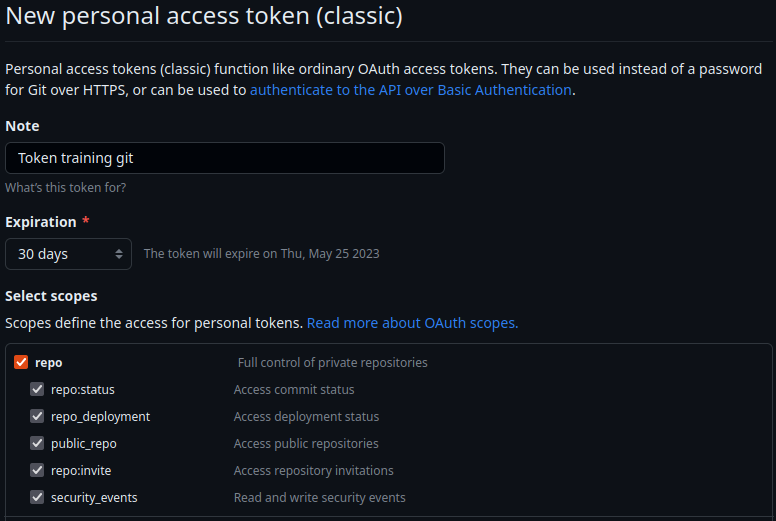 New personal access token (classic)
Personal access tokens (classic) function like ordinary OAuth access tokens. They can be used instead of a password
for Git over HTTPS, or can be used to authenticate to the API over Basic Authentication.
Note
Token training git
What's this token for?
Expiration *
30 days The token will expire on Thu, May 25 2023
Select scopes
Scopes define the access for personal tokens. Read more about OAuth scopes.
repo Full control of private repositories
repo:status Access commit status
repo_deployment Access deployment status
public_repo Access public repositories
repo:invite Access repository invitations
security_events Read and write security events